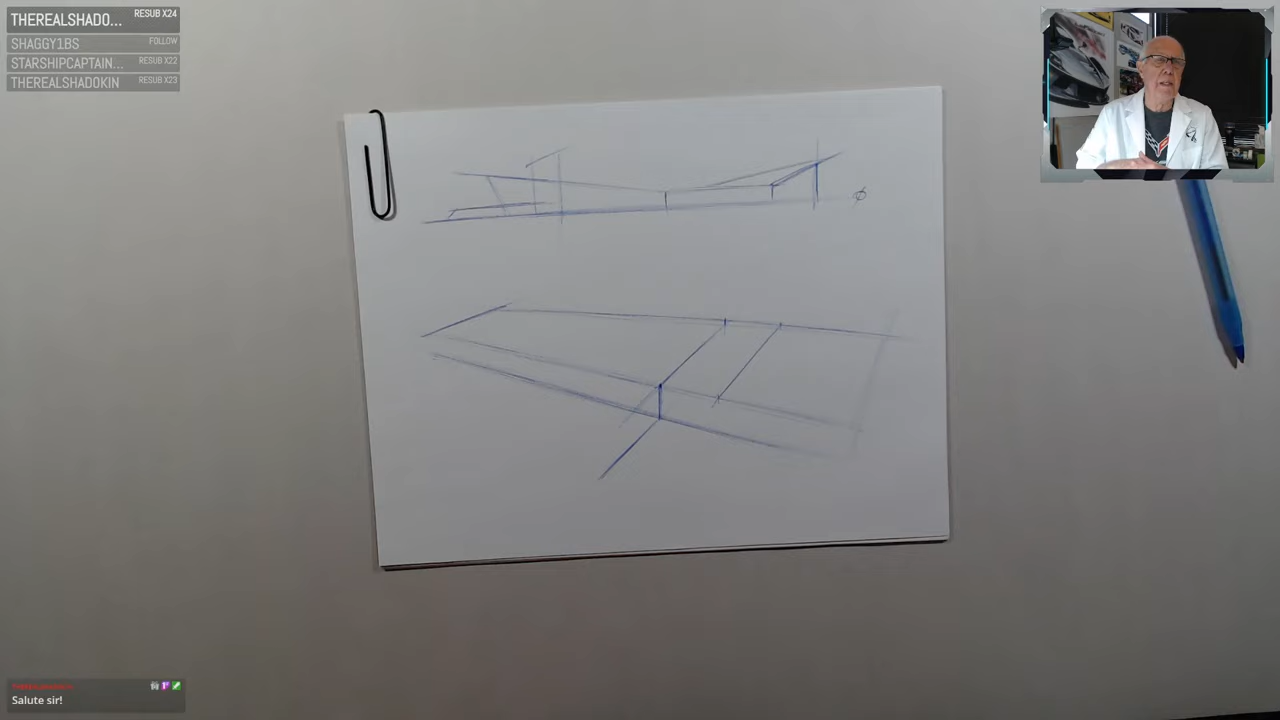 THEREALSHADO... RESUB X24
SHAGGY1BS FOLLOW
STARSHIPCAPTAIN... RESUB X22
THEREALSHADOKIN RESUB X23
Salute sir!